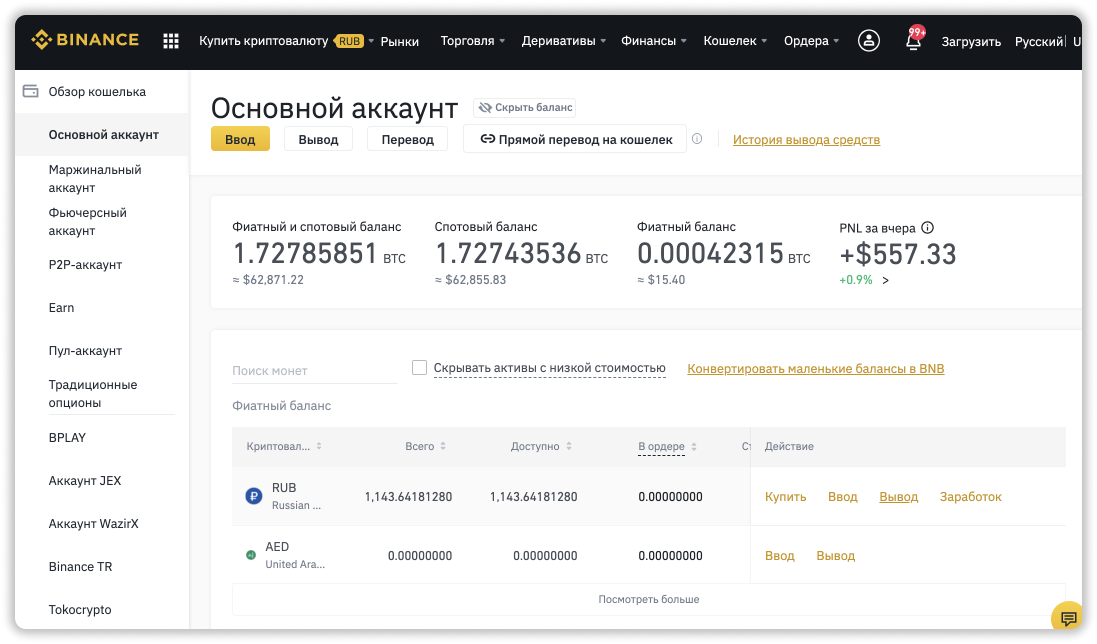 BINANCE Купить криптовалюту RUB Рынки Торговля Деривативы Финансы Кошелек Ордера 99+ Загрузить Русский U
Обзор кошелька
Основной аккаунт
Маржинальный
аккаунт
Фьючерсный
аккаунт
P2P-аккаунт
Earn
Пул-аккаунт
Традиционные
опционы
BPLAY
Аккаунт JEX
Аккаунт WazirX
Binance TR
Tokocrypto
Основной аккаунт Скрыть баланс
Ввод Вывод Перевод Прямой перевод на кошелек История вывода средств
Фиатный и спотовый баланс Спотовый баланс Фиатный баланс PNL за вчера
1.72785851 BTC 1.72743536 BTC 0.00042315 BTC +$557.33
≈ $62,871.22 ≈ $62,855.83 ≈ $15.40 +0.9% >
Поиск монет Скрывать активы с низкой стоимостью Конвертировать маленькие балансы в BNB
Фиатный баланс
Криптовал... Всего Доступно В ордере Ст Действие
RUB
Russian ... 1,143.64181280 1,143.64181280 0.00000000 Купить Ввод Вывод Заработок
AED
United Ara... 0.00000000 0.00000000 0.00000000 Ввод Вывод
Посмотреть больше